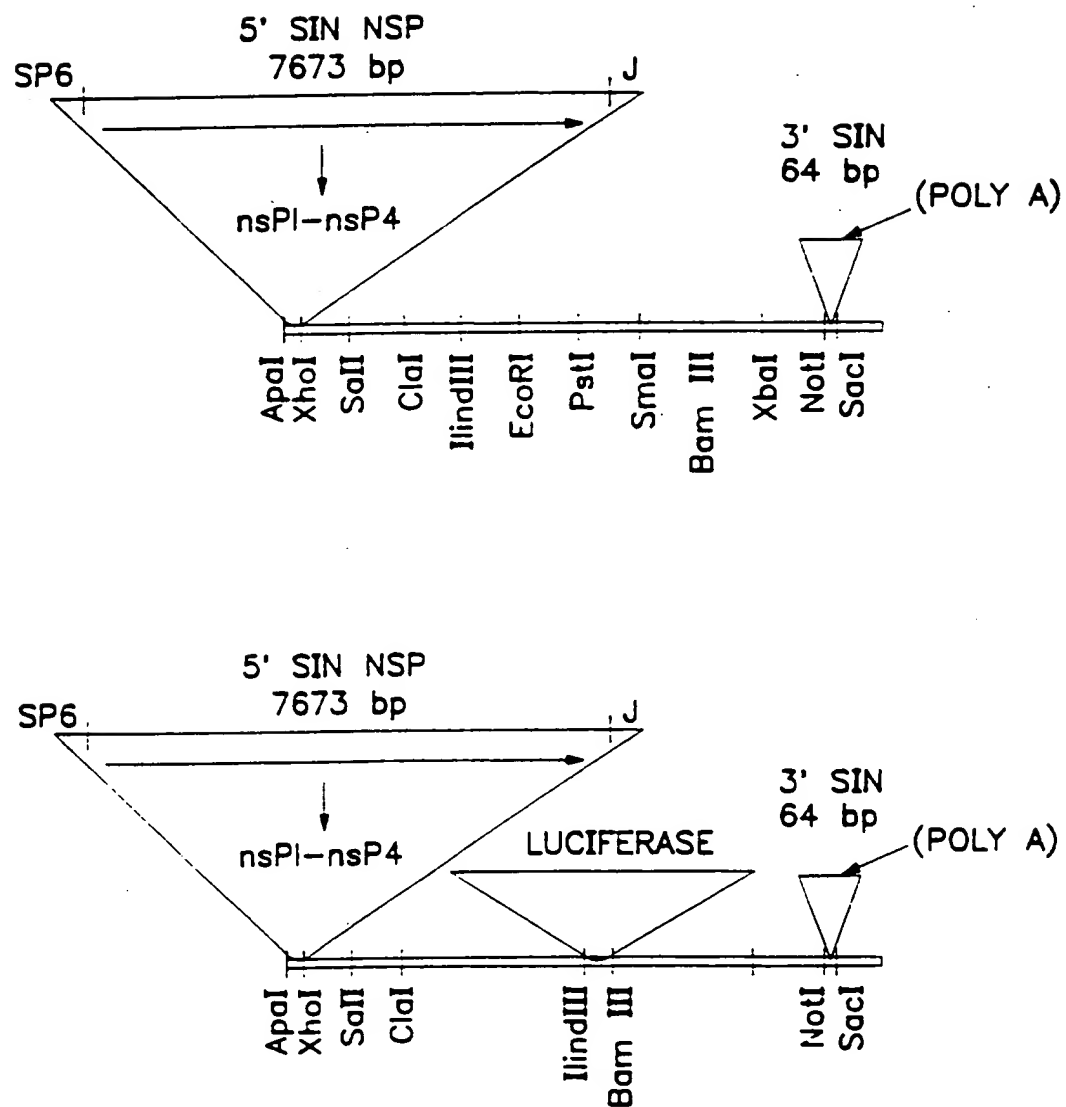 5' SIN NSP
7673 bp
SP6
J
3' SIN
64 bp
(POLY A)
nsPI-nsP4
ApaI
XhoI
SalI
ClaI
IlindIII
EcoRI
PstI
SmaI
Bam III
XbaI
NotI
SacI
5' SIN NSP
7673 bp
SP6
J
3' SIN
64 bp
(POLY A)
nsPI-nsP4
LUCIFERASE
ApaI
XhoI
SalI
ClaI
IlindIII
Bam III
NotI
SacI